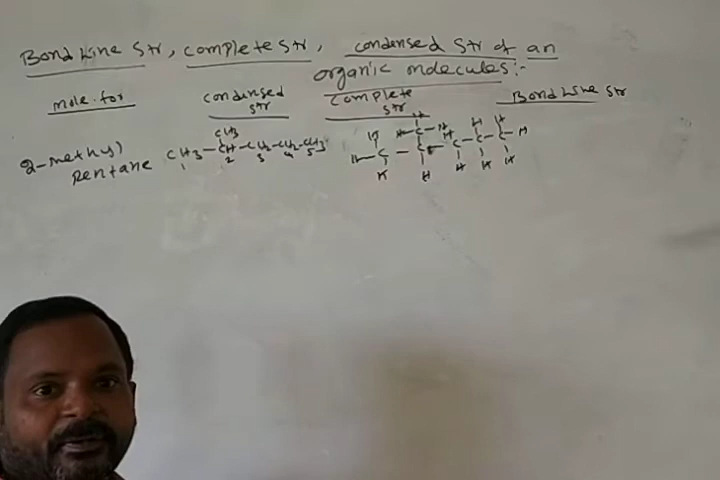 Bond Line Str, complete str, condensed Str of an
organic molecules:-
mole. for
condensed
str
complete
str
Bond Line Str
2-methyl
pentane
CH3
CH3-CH-CH2-CH2-CH3
1 2 3 4 5
H
H H-C-H H H H
H-C-C-C-C-C-H
H H H H H